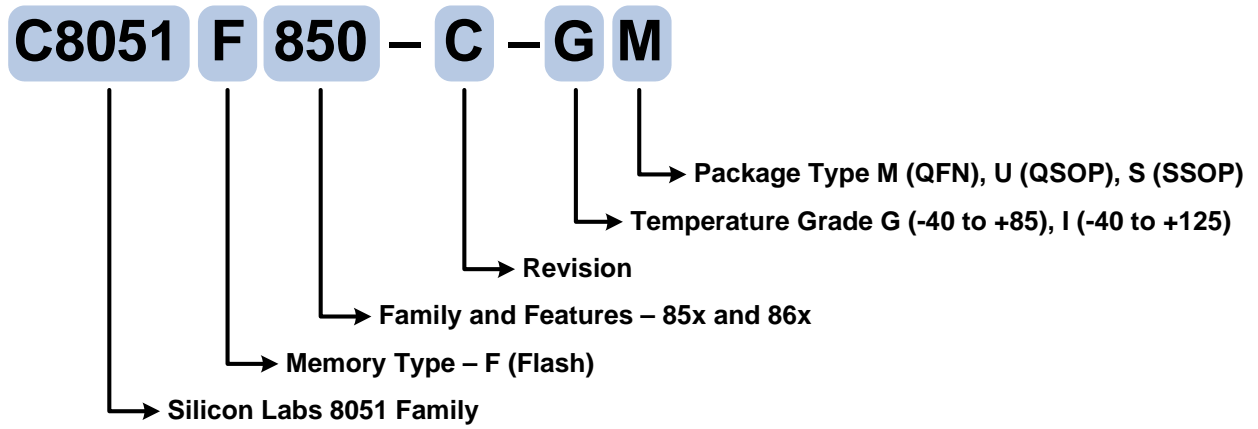 C8051 F 850 – C – G M
Package Type M (QFN), U (QSOP), S (SSOP)
Temperature Grade G (-40 to +85), I (-40 to +125)
Revision
Family and Features – 85x and 86x
Memory Type – F (Flash)
Silicon Labs 8051 Family